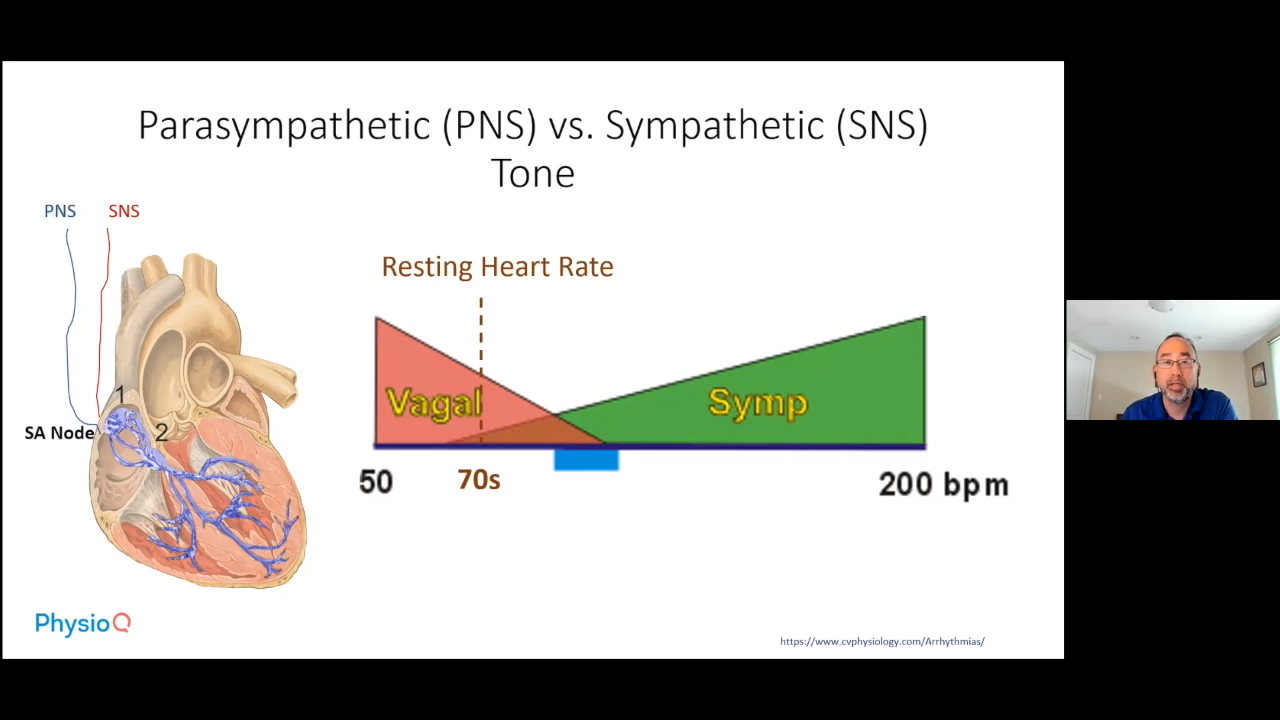 Parasympathetic (PNS) vs. Sympathetic (SNS)
Tone
PNS SNS
Resting Heart Rate
1
SA Node
2
Vagal
Symp
50
70s
200 bpm
PhysioQ
https://www.cvphysiology.com/Arrhythmias/